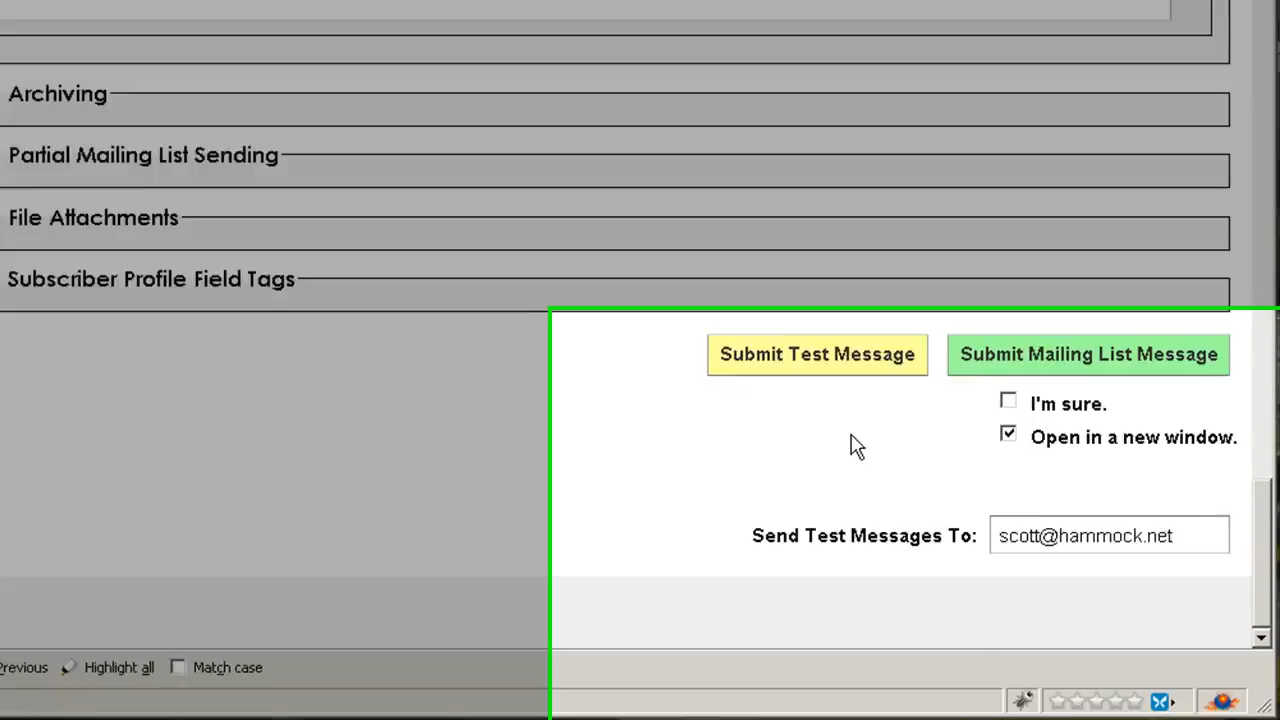 Archiving
Partial Mailing List Sending
File Attachments
Subscriber Profile Field Tags
Submit Test Message Submit Mailing List Message
I'm sure.
Open in a new window.
Send Test Messages To: scott@hammock.net
Previous Highlight all Match case